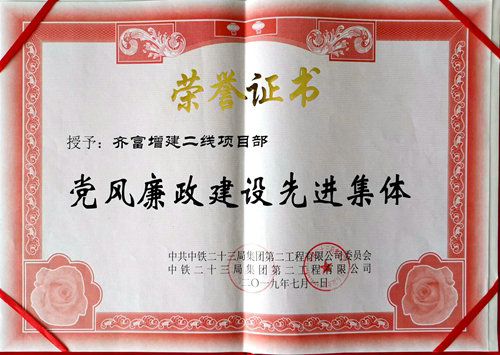 荣誉证书
授予：齐富增建二线项目部
党风廉政建设先进集体
中共中铁二十三局集团第二工程有限公司委员会
中铁二十三局集团第二工程有限公司
二〇一九年七月一日